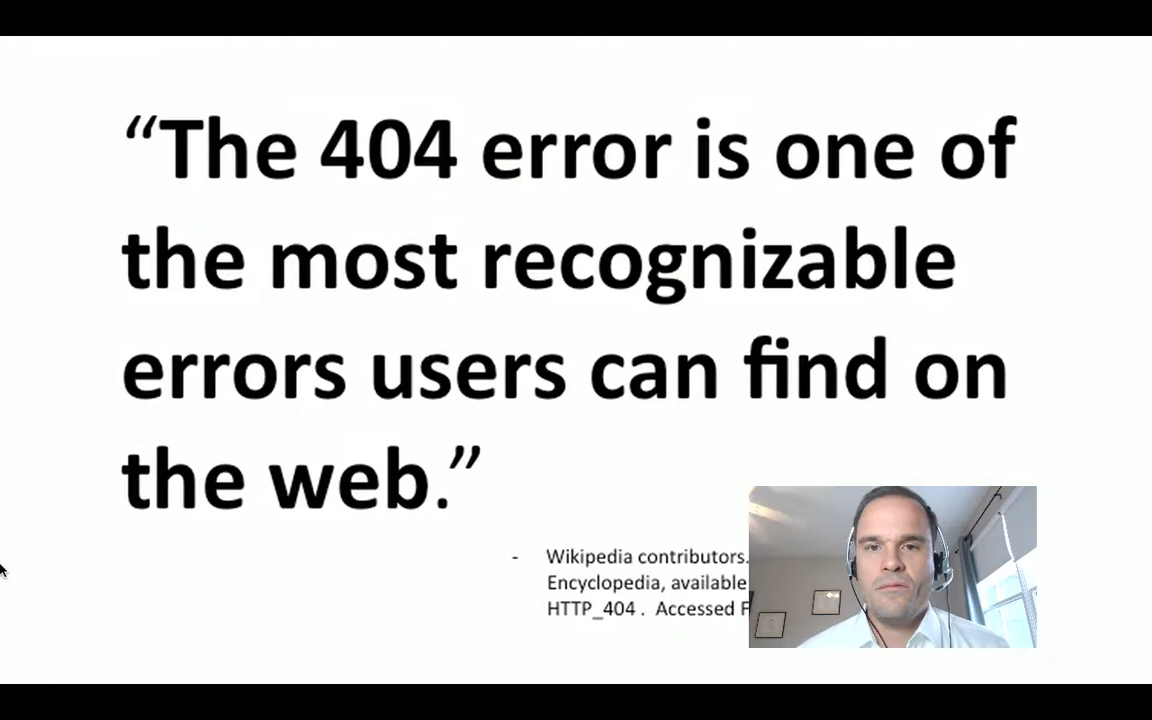 “The 404 error is one of
the most recognizable
errors users can find on
the web.”
- Wikipedia contributors.
Encyclopedia, available
HTTP_404 . Accessed F